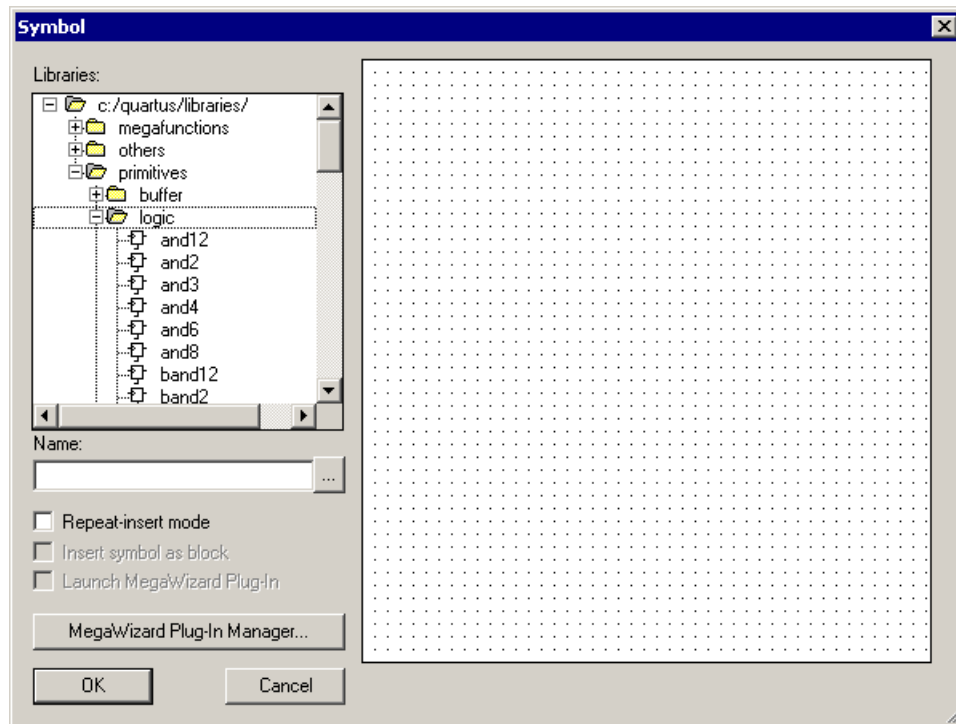 Symbol
Libraries:
c:/quartus/libraries/
megafunctions
others
primitives
buffer
logic
and12
and2
and3
and4
and6
and8
band12
band2
Name:
...
Repeat-insert mode
Insert symbol as block
Launch MegaWizard Plug-In
MegaWizard Plug-In Manager...
OK Cancel